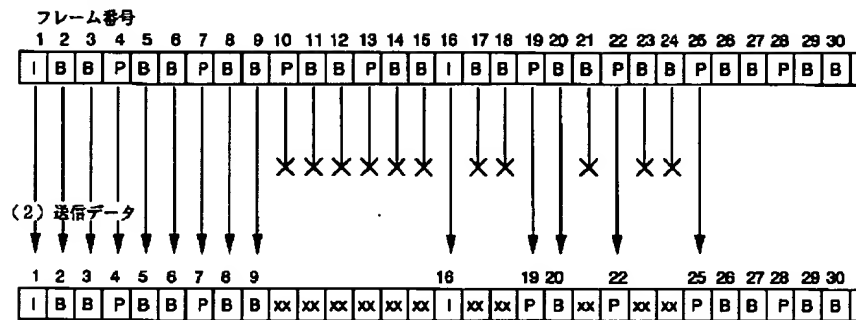 フレーム番号
1 2 3 4 5 6 7 8 9 10 11 12 13 14 15 16 17 18 19 20 21 22 23 24 25 26 27 28 29 30
I B B P B B P B B P B B P B B I B B P B B P B B P B B P B B
(2) 送信データ
1 2 3 4 5 6 7 8 9 16 19 20 22 25 26 27 28 29 30
I B B P B B P B B xx xx xx xx xx xx I xx xx P B xx P xx xx P B B P B B